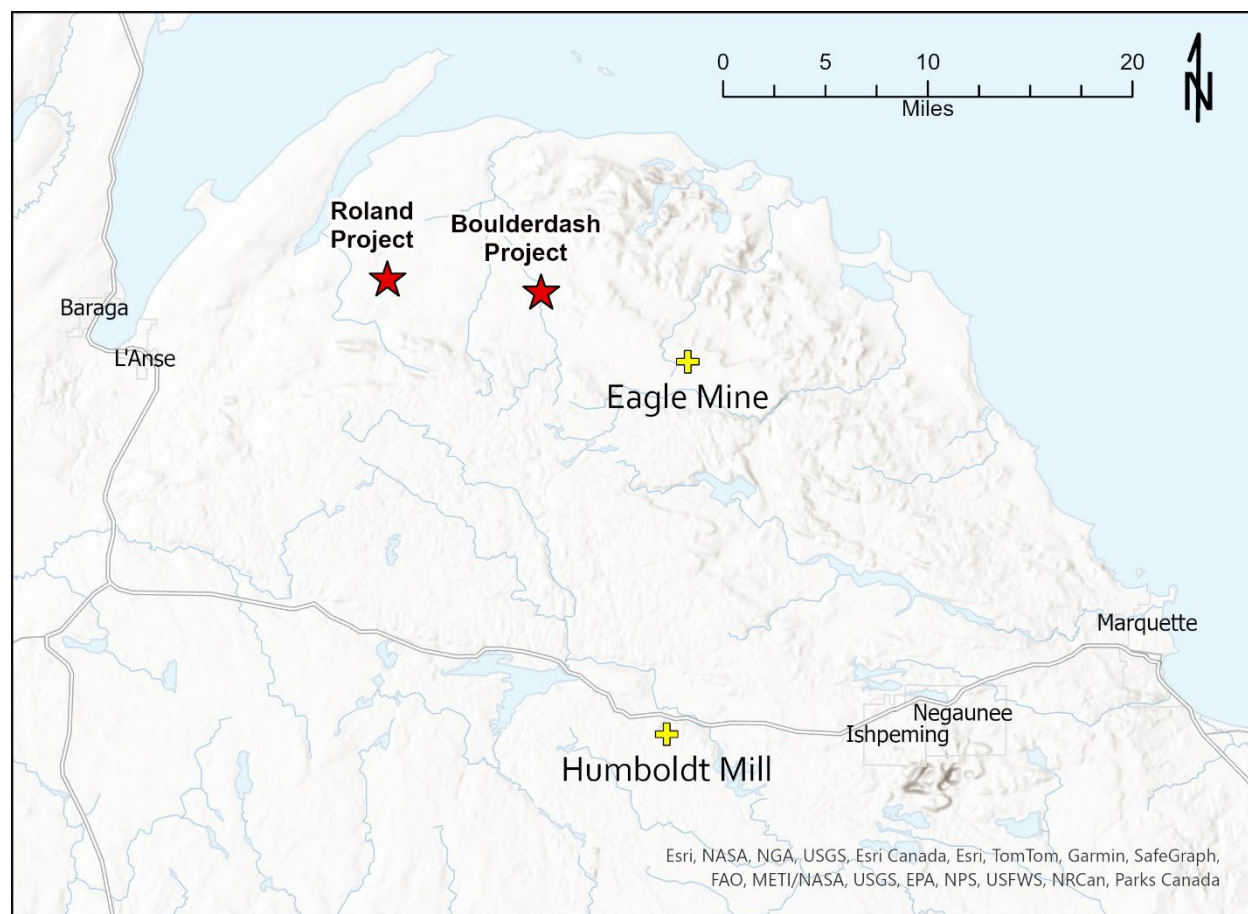 0 5 10 20
Miles
N
Roland
Project
Boulderdash
Project
Baraga
L'Anse
Eagle Mine
Marquette
Negaunee
Ishpeming
Humboldt Mill
Esri, NASA, NGA, USGS, Esri Canada, Esri, TomTom, Garmin, SafeGraph,
FAO, METI/NASA, USGS, EPA, NPS, USFWS, NRCan, Parks Canada